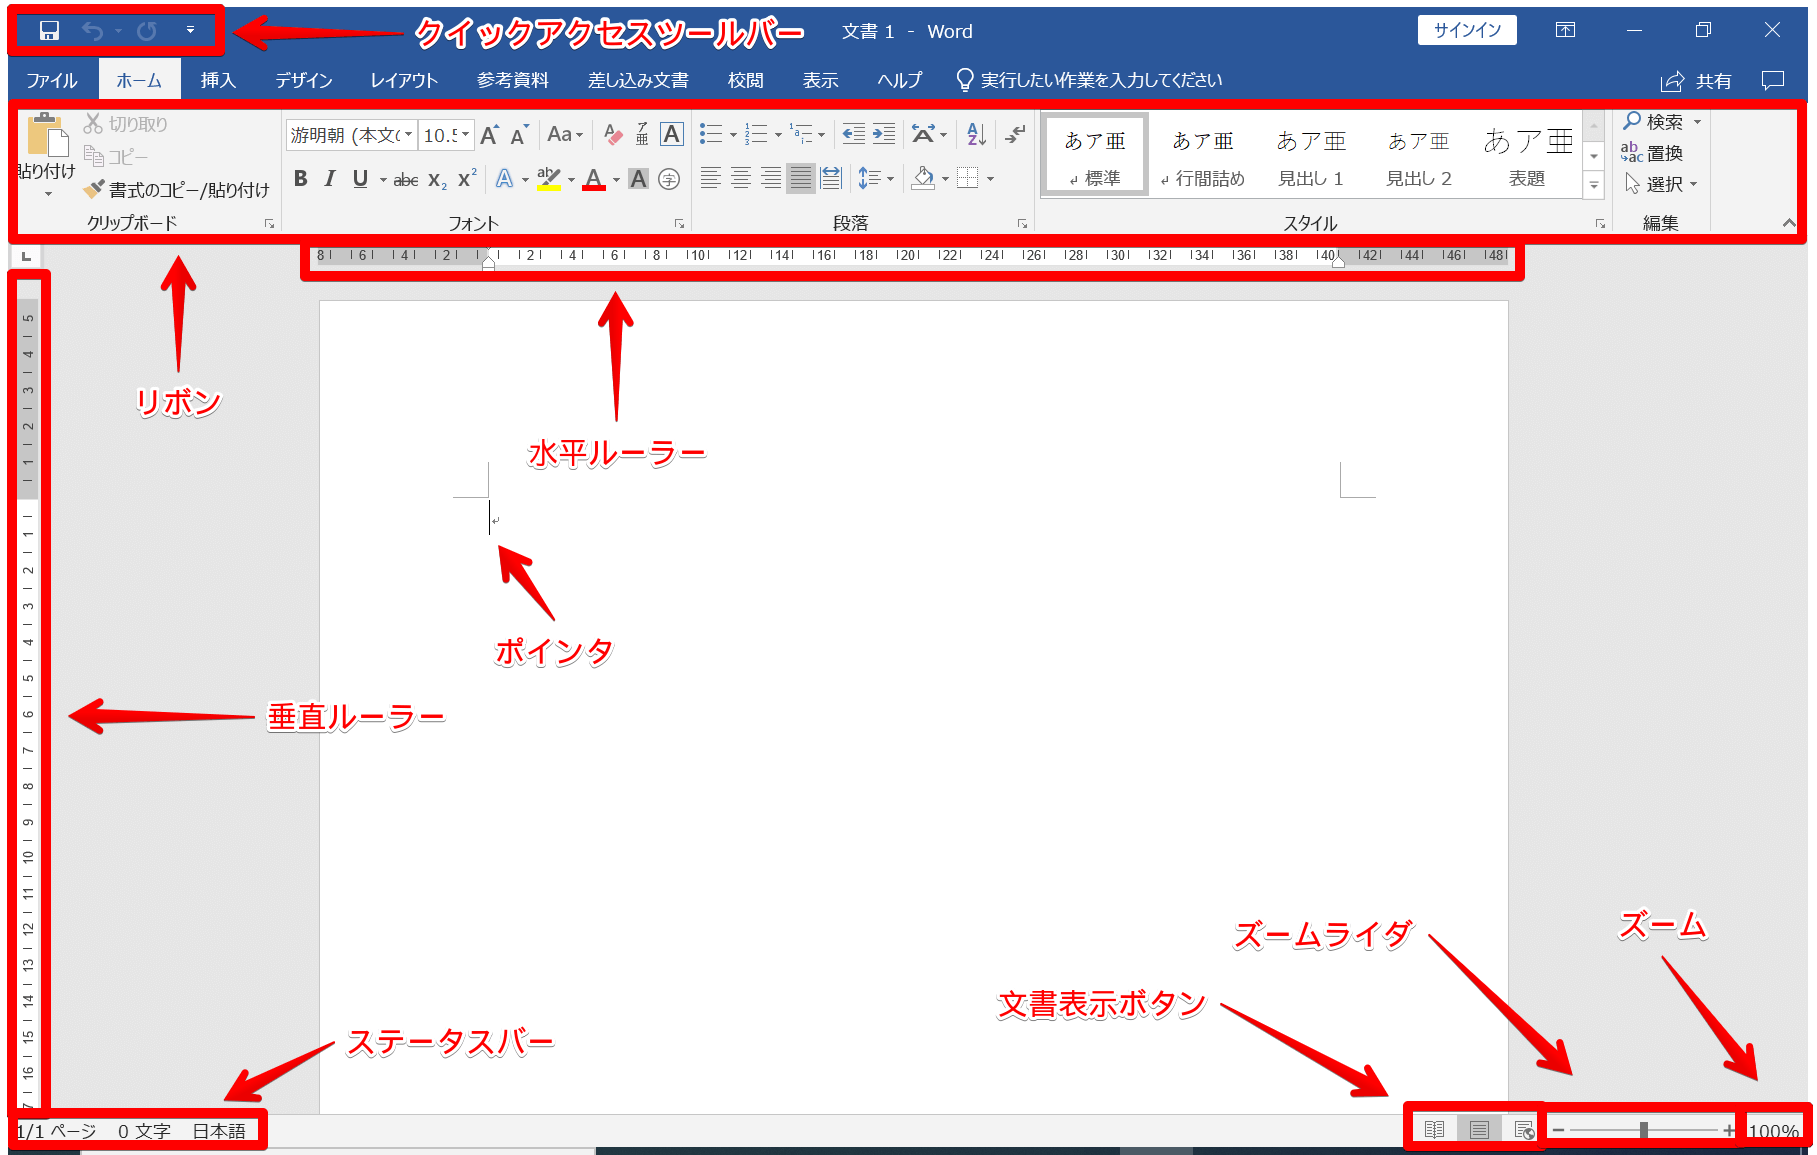 クイックアクセスツールバー
文書 1 - Word
サインイン
ファイル ホーム 挿入 デザイン レイアウト 参考資料 差し込み文書 校閲 表示 ヘルプ 実行したい作業を入力してください 共有
貼り付け
切り取り
コピー
書式のコピー/貼り付け
クリップボード
游明朝 (本文(
10.5
Aa
ア亜
A
B I U abc X₂ X² A ab A A 字
フォント
段落
あア亜 あア亜 あア亜 あア亜 あア亜
標準 行間詰め 見出し 1 見出し 2 表題
スタイル
検索
置換
選択
編集
L
8 6 4 2 2 4 6 8 10 12 14 16 18 20 22 24 26 28 30 32 34 36 38 40 42 44 46 48
リボン
水平ルーラー
ポインタ
垂直ルーラー
5 4 3 2 1 1 2 3 4 5 6 7 8 9 10 11 12 13 14 15 16 17
ズームライダ
ズーム
文書表示ボタン
ステータスバー
1/1 ページ 0 文字 日本語
100%